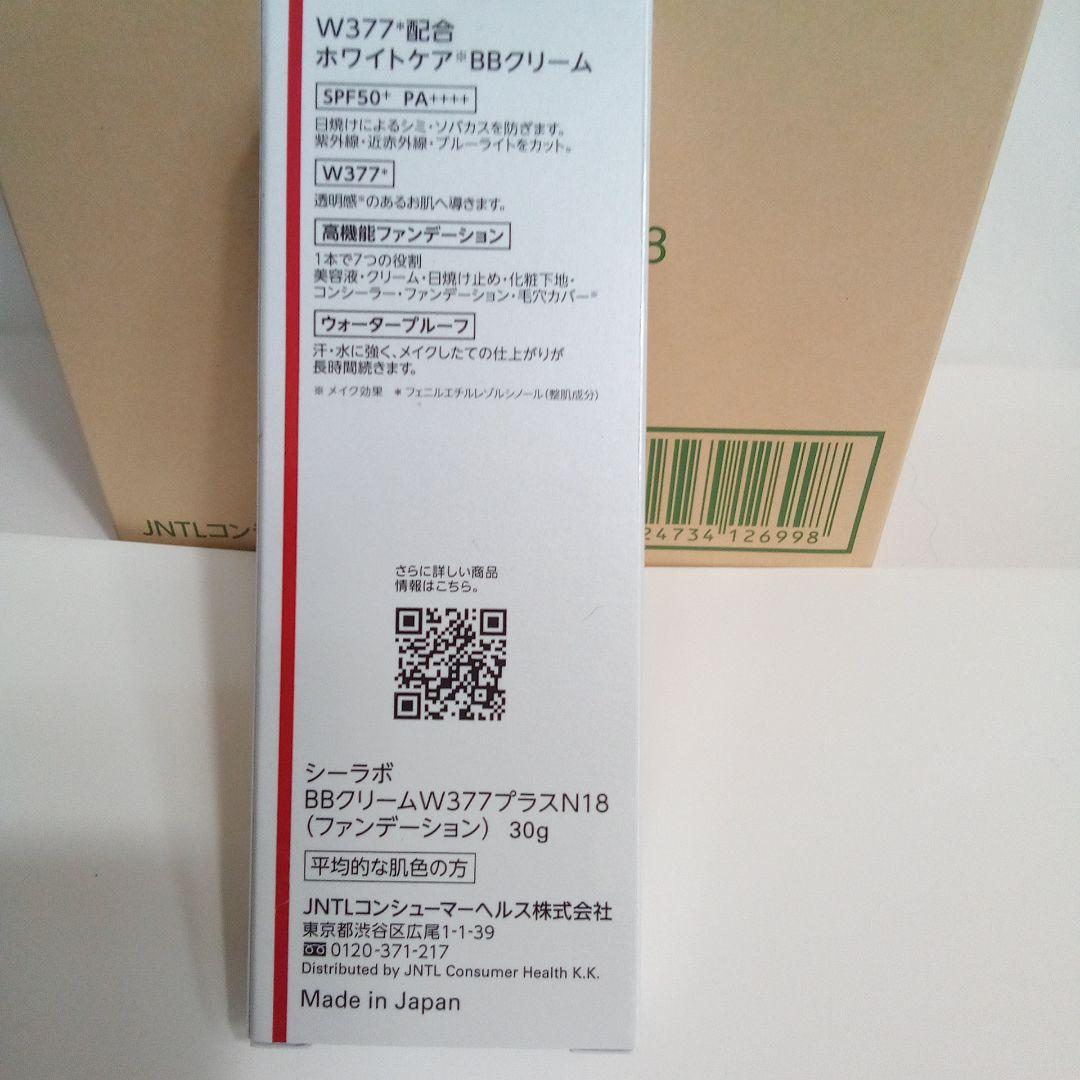 W377*配合
ホワイトケア※BBクリーム
SPF50+ PA++++
日焼けによるシミ・ソバカスを防ぎます。
紫外線・近赤外線・ブルーライトをカット。
W377*
透明感※のあるお肌へ導きます。
高機能ファンデーション
1本で7つの役割
美容液・クリーム・日焼け止め・化粧下地・
コンシーラー・ファンデーション・毛穴カバー※
ウォータープルーフ
汗・水に強く、メイクしたての仕上がりが
長時間続きます。
※ メイク効果 * フェニルエチルレゾルシノール(整肌成分)
さらに詳しい商品
情報はこちら。
シーラボ
BBクリームW377プラスN18
(ファンデーション) 30g
平均的な肌色の方
JNTLコンシューマーヘルス株式会社
東京都渋谷区広尾1-1-39
0120-371-217
Distributed by JNTL Consumer Health K.K.
Made in Japan
JNTLコン
24734 126998